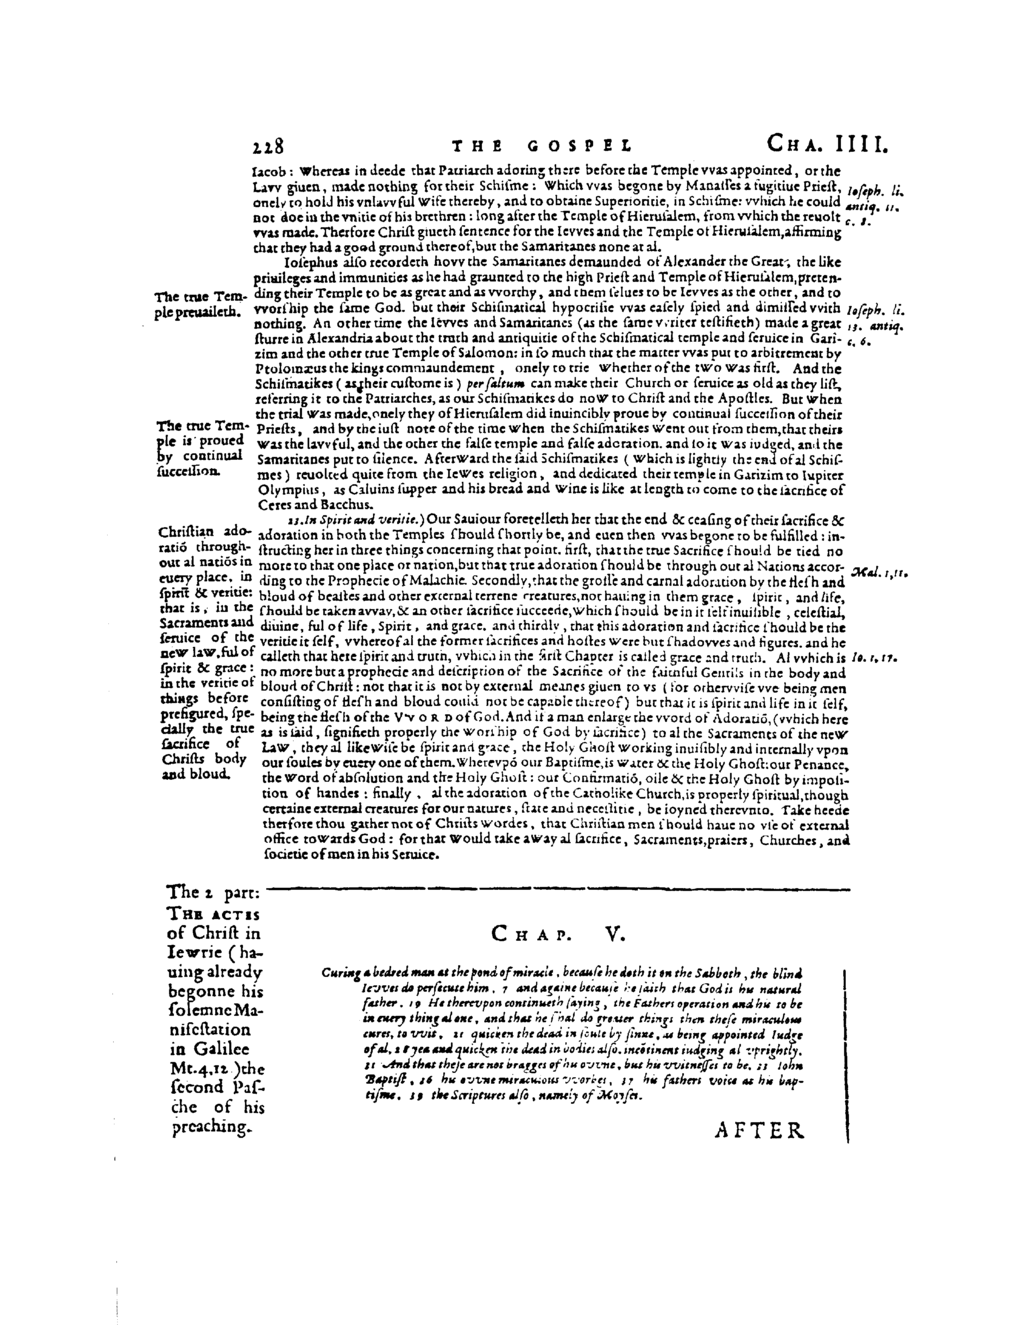 228 THE GOSPEL CHA. IIII.
Iacob: Whereas in deede that Patriarch adoring there before the Temple vvas appointed, or the
Lavv giuen, made nothing for their Schiſme: Which vvas begone by Manaſſes a fugitiue Prieſt,
onely to hold his vnlavvful Wife thereby, and to obtaine Superioritie, in Schiſme: vvhich he could
not doe in the vnitie of his brethren: long after the Temple of Hieruſalem, from vvhich the reuolt
vvas made. Therfore Chriſt giueth ſentence for the Ievves and the Temple of Hieruſalem, affirming
that they had a good ground thereof, but the Samaritanes none at al.
Ioſeph. li.
antiq. 11.
c. 8.
Ioſephus alſo recordeth hovv the Samaritanes demaunded of Alexander the Great, the like
priuileges and immunities as he had graunted to the high Prieſt and Temple of Hieruſalem, preten-
ding their Temple to be as great and as vvorthy, and them ſelues to be Ievves as the other, and to
vvorſhip the ſame God. but their Schiſmatical hypocriſie vvas eaſely ſpied and dimiſſed vvith
nothing. An other time the Ievves and Samaritanes (as the ſame vvriter teſtifieth) made a great
ſturre in Alexandria about the truth and antiquitie of the Schiſmatical temple and ſeruice in Gari-
zim and the other true Temple of Salomon: in ſo much that the matter vvas put to arbitrement by
Ptolomæus the kings commaundement, onely to trie Whether of the tWo Was firſt. And the
Schiſmatikes (as their cuſtome is) per ſaltum can make their Church or ſeruice as old as they liſt,
referring it to the Patriarches, as our Schiſmatikes do noW to Chriſt and the Apoſtles. But When
the trial Was made, onely they of Hieruſalem did inuincibly proue by continual ſucceſſion of their
Prieſts, and by the iuſt note of the time When the Schiſmatikes Went out from them, that theirs
Was the lavvful, and the other the falſe temple and falſe adoration. and ſo it Was iudged, and the
Samaritanes put to ſilence. AfterWard the ſaid Schiſmatikes (Which is lightly the end of al Schiſ-
mes) reuolted quite from the IeWes religion, and dedicated their temple in Garizim to Iupiter
Olympius, as Caluins ſupper and his bread and Wine is like at length to come to the ſacrifice of
Ceres and Bacchus.
The true Tem-
ple preuaileth.
Ioſeph. li.
13. antiq.
c. 6.
The true Tem-
ple is proued
by continual
ſucceſſion.
23. In Spirit and veritie.) Our Sauiour foretelleth her that the end & ceaſing of their ſacrifice &
adoration in both the Temples ſhould ſhortly be, and euen then vvas begone to be fulfilled: in-
ſtructing her in three things concerning that point. firſt, that the true Sacrifice ſhould be tied no
more to that one place or nation, but that true adoration ſhould be through out al Nations accor-
ding to the Prophecie of Malachie. Secondly, that the groſſe and carnal adoration by the fleſh and
bloud of beaſtes and other external terrene creatures, not hauing in them grace, ſpirit, and life,
ſhould be taken avvay, & an other ſacrifice ſucceede, Which ſhould be in it ſelf inuiſible, celeſtial,
diuine, ful of life, Spirit, and grace. and thirdly, that this adoration and ſacrifice ſhould be the
veritie it ſelf, vvhereof al the former ſacrifices and hoſtes Were but ſhadovves and figures. and he
calleth that here ſpirit and truth, vvhich in the firſt Chapter is called grace and truth. Al vvhich is
no more but a prophecie and deſcription of the Sacrifice of the faithful Gentils in the body and
bloud of Chriſt: not that it is not by external meanes giuen to vs (for othervviſe vve being men
conſiſting of fleſh and bloud could not be capable thereof) but that it is ſpirit and life in it ſelf,
being the fleſh of the VvORD of God. And if a man enlarge the vvord of Adoratiō, (vvhich here
as is ſaid, ſignifieth properly the Worſhip of God by ſacrifice) to al the Sacraments of the neW
LaW, they al likeWiſe be ſpirit and grace, the Holy Ghoſt Working inuiſibly and internally vpon
our ſoules by euery one of them. Wherevpō our Baptiſme, is Water & the Holy Ghoſt: our Penance,
the Word of abſolution and the Holy Ghoſt: our Confirmatiō, oile & the Holy Ghoſt by impoſi-
tion of handes: finally, al the adoration of the Catholike Church, is properly ſpiritual, though
certaine external creatures for our natures, ſtate and neceſſitie, be ioyned therevnto. Take heede
therfore thou gather not of Chriſts Wordes, that Chriſtian men ſhould haue no vſe of external
office toWards God: for that Would take aWay al ſacrifice, Sacraments, praiers, Churches, and
ſocietie of men in his Seruice.
Chriſtian ado-
ratiō through-
out al natiōs in
euery place, in
ſpirit & veritie:
that is, in the
Sacraments and
ſeruice of the
new law, ful of
ſpirit & grace:
in the veritie of
things before
prefigured, ſpe-
cially the true
ſacrifice of
Chriſts body
and bloud.
Mal. 1, 11.
Io. 1, 17.
The 2 part:
THE ACTES
of Chriſt in
Iewrie (ha-
uing already
begonne his
ſolemne Ma-
nifeſtation
in Galilee
Mt. 4,12.) the
ſecond Paſ-
che of his
preaching.
CHAP. V.
Curing a bedred man at the pond of miracle, becauſe he doth it on the Sabboth, the blind
Ievves do perſecute him. 7 and againe becauſe he ſaith that God is his natural
father. 19 He therevpon continueth ſaying, the Fathers operation and his to be
in euery thing al one, and that he ſhal do greater things then theſe miraculous
cures, to vvit, 21 quicken the dead in ſoule by ſinne, as being appointed Iudge
of al, 28 yea and quicken the dead in bodies alſo, incōtinent iudging al vprightly.
31 And that theſe are not bragges of his ovvne, but his vvitneſſes to be, 33 Iohn
Baptiſt, 36 his ovvne miraculous vvorkes, 37 his fathers voice at his bap-
tiſme, 39 the Scriptures alſo, namely of Moyſes.
AFTER